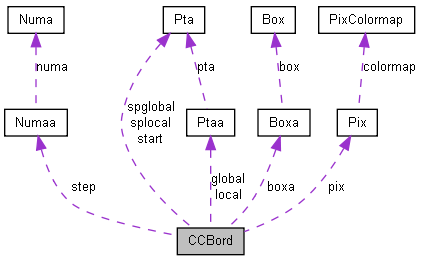 Numa
Pta
Box
PixColormap
numa
pta
box
colormap
spglobal
splocal
start
Numaa
Ptaa
Boxa
Pix
step
global
local
boxa
pix
CCBord